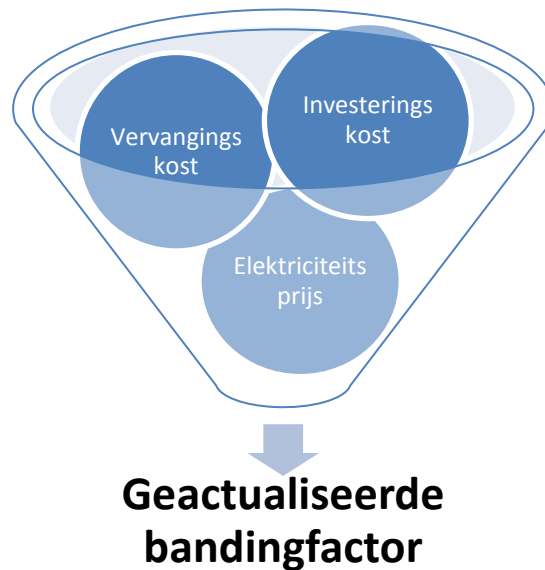 Vervangings
kost
Investerings
kost
Elektriciteits
prijs
Geactualiseerde
bandingfactor